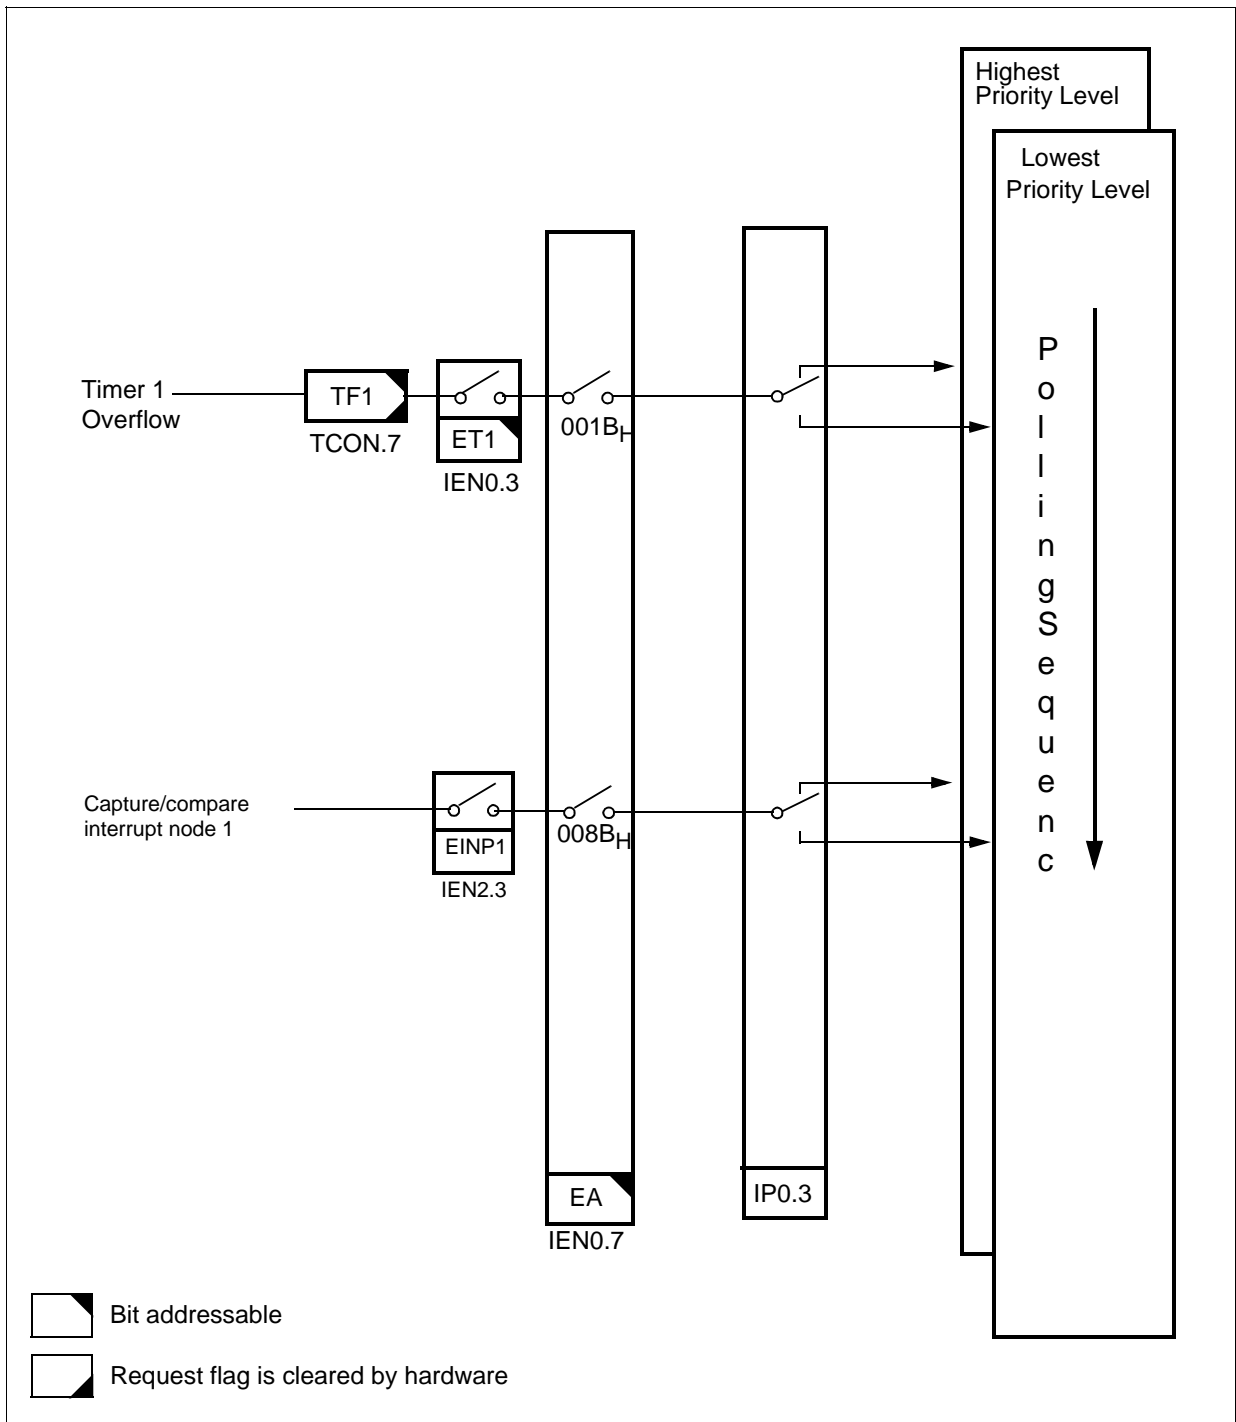 Highest
Priority Level
Lowest
Priority Level
Timer 1
Overflow
TF1
TCON.7
ET1
IEN0.3
001BH
Polling Sequenc
Capture/compare
interrupt node 1
EINP1
IEN2.3
008BH
EA
IEN0.7
IP0.3
Bit addressable
Request flag is cleared by hardware